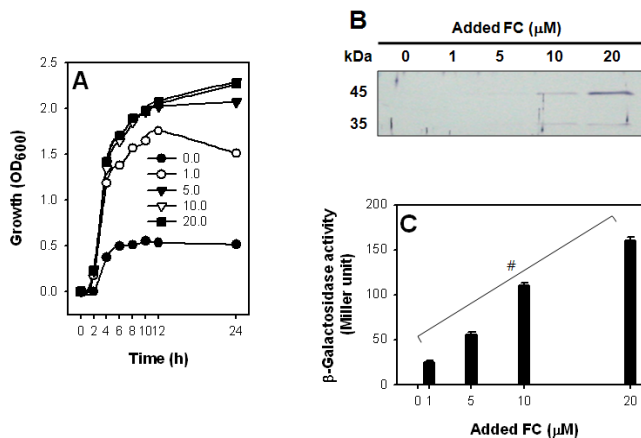 A
Growth (OD600)
2.5
2.0
1.5
1.0
0.5
0.0
0.0
1.0
5.0
10.0
20.0
0 2 4 6 8 10 12 24
Time (h)
B
Added FC (μM)
kDa 0 1 5 10 20
45
35
C
β-Galactosidase activity
(Miller unit)
200
150
100
50
0
#
0 1 5 10 20
Added FC (μM)